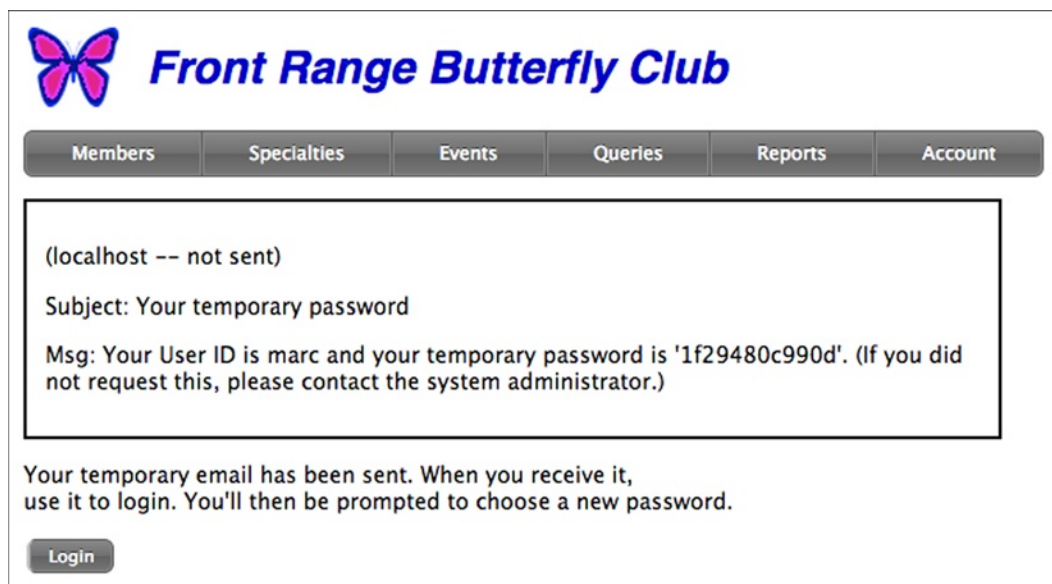 Front Range Butterfly Club
Members Specialties Events Queries Reports Account
(localhost -- not sent)
Subject: Your temporary password
Msg: Your User ID is marc and your temporary password is '1f29480c990d'. (If you did
not request this, please contact the system administrator.)
Your temporary email has been sent. When you receive it,
use it to login. You'll then be prompted to choose a new password.
Login